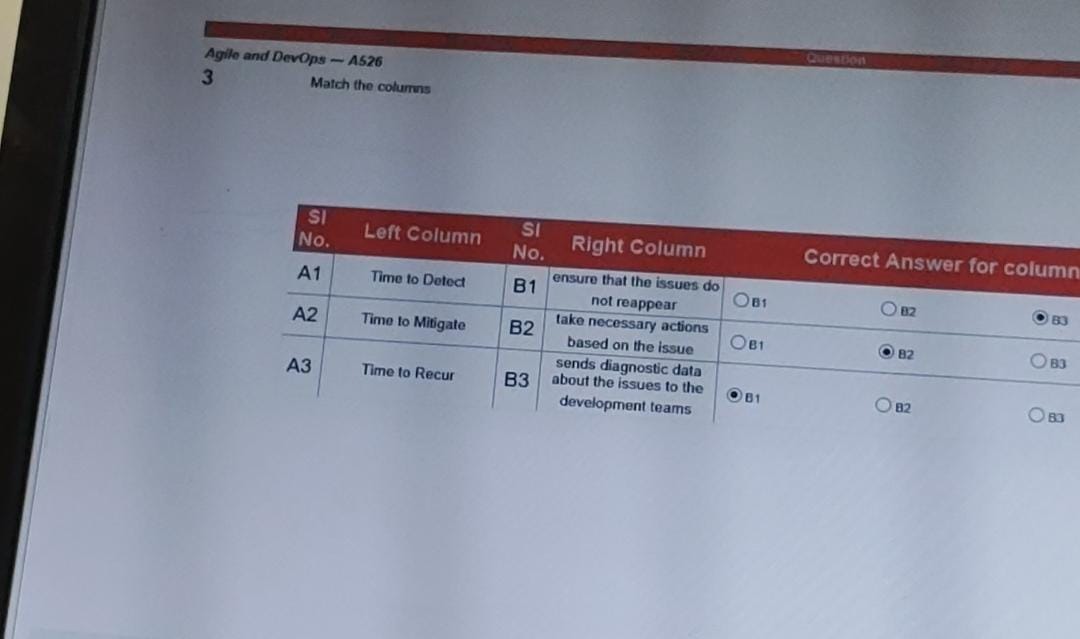 Question
Agile and DevOps — A526
3 Match the columns
Sl No. Left Column Sl No. Right Column Correct Answer for column
A1 Time to Detect B1 ensure that the issues do
not reappear
B1 B2 B3
A2 Time to Mitigate B2 take necessary actions
based on the issue
B1 B2 B3
A3 Time to Recur B3 sends diagnostic data
about the issues to the
development teams
B1 B2 B3